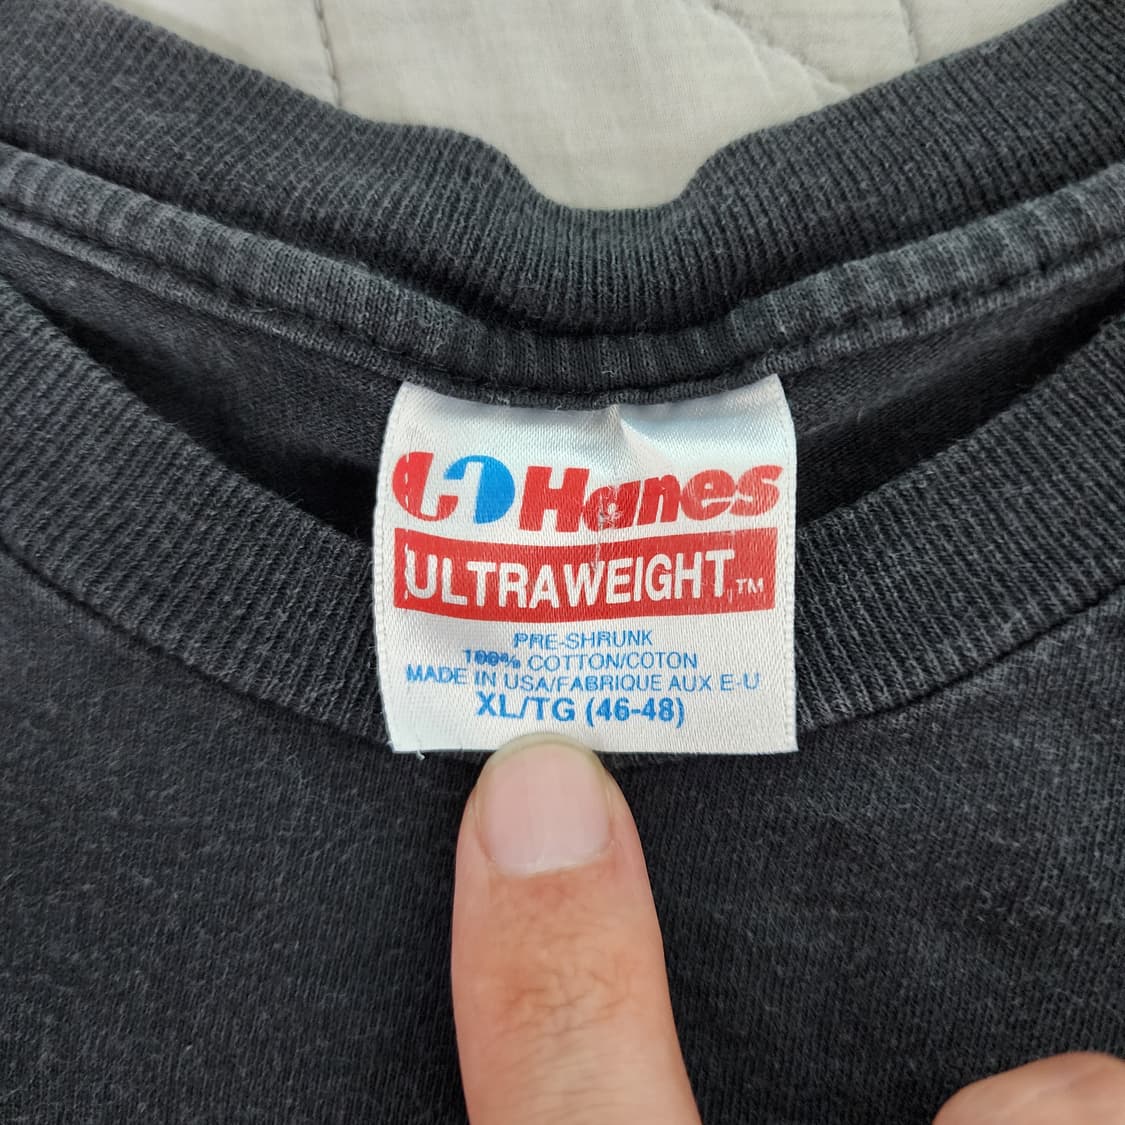 Hanes
ULTRAWEIGHT™
PRE-SHRUNK
100% COTTON/COTON
MADE IN USA/FABRIQUE AUX E-U
XL/TG (46-48)